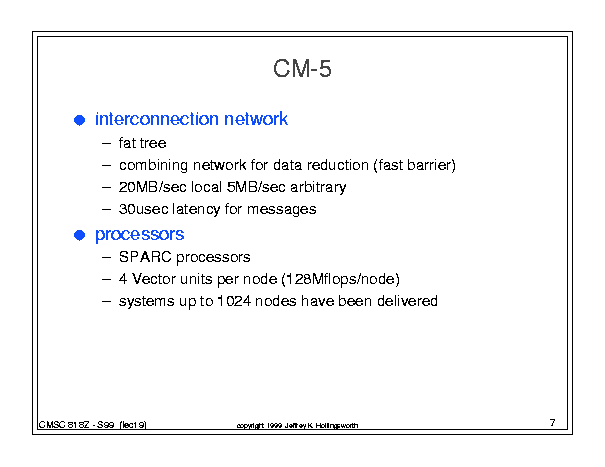 CM-5
● interconnection network
– fat tree
– combining network for data reduction (fast barrier)
– 20MB/sec local 5MB/sec arbitrary
– 30usec latency for messages
● processors
– SPARC processors
– 4 Vector units per node (128Mflops/node)
– systems up to 1024 nodes have been delivered
CMSC 818Z - S99 (lect 9)
copyright 1999 Jeffrey K. Hollingsworth
7